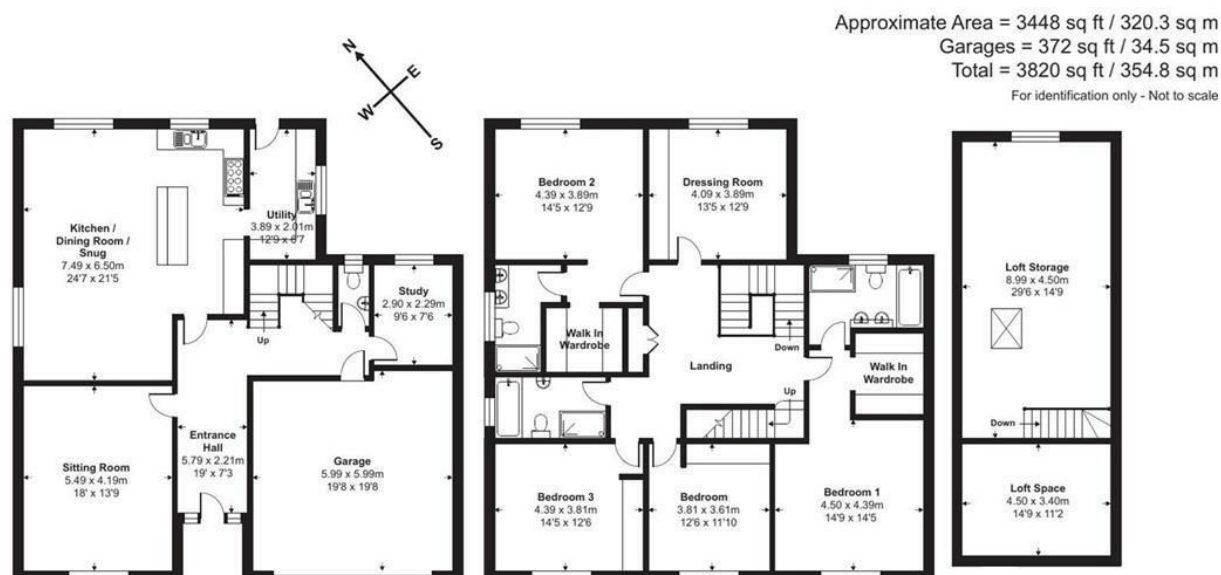 Approximate Area = 3448 sq ft / 320.3 sq m
Garages = 372 sq ft / 34.5 sq m
Total = 3820 sq ft / 354.8 sq m
For identification only - Not to scale
N
E
W
S
Kitchen /
Dining Room /
Snug
7.49 x 6.50m
24'7 x 21'5
Utility
3.89 x 2.01m
12'9 x 6'7
Study
2.90 x 2.29m
9'6 x 7'6
Up
Entrance
Hall
5.79 x 2.21m
19' x 7'3
Sitting Room
5.49 x 4.19m
18' x 13'9
Garage
5.99 x 5.99m
19'8 x 19'8
Bedroom 2
4.39 x 3.89m
14'5 x 12'9
Dressing Room
4.09 x 3.89m
13'5 x 12'9
Walk In
Wardrobe
Landing
Down
Up
Walk In
Wardrobe
Bedroom 3
4.39 x 3.81m
14'5 x 12'6
Bedroom
3.81 x 3.61m
12'6 x 11'10
Bedroom 1
4.50 x 4.39m
14'9 x 14'5
Loft Storage
8.99 x 4.50m
29'6 x 14'9
Down
Loft Space
4.50 x 3.40m
14'9 x 11'2